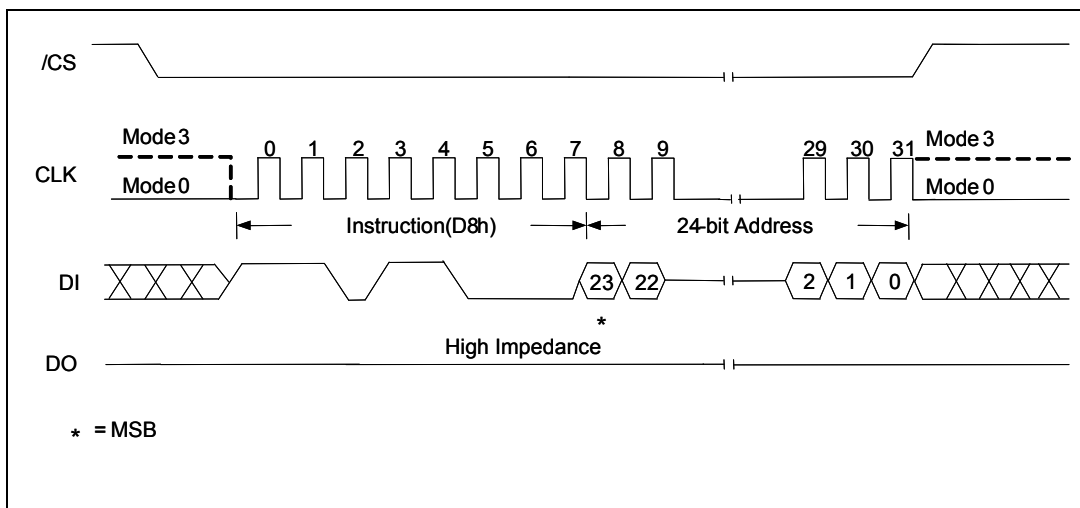 /CS
Mode 3
0 1 2 3 4 5 6 7 8 9 29 30 31
Mode 3
CLK
Mode 0
Mode 0
Instruction(D8h)
24-bit Address
DI
23 22 2 1 0
*
High Impedance
DO
* = MSB